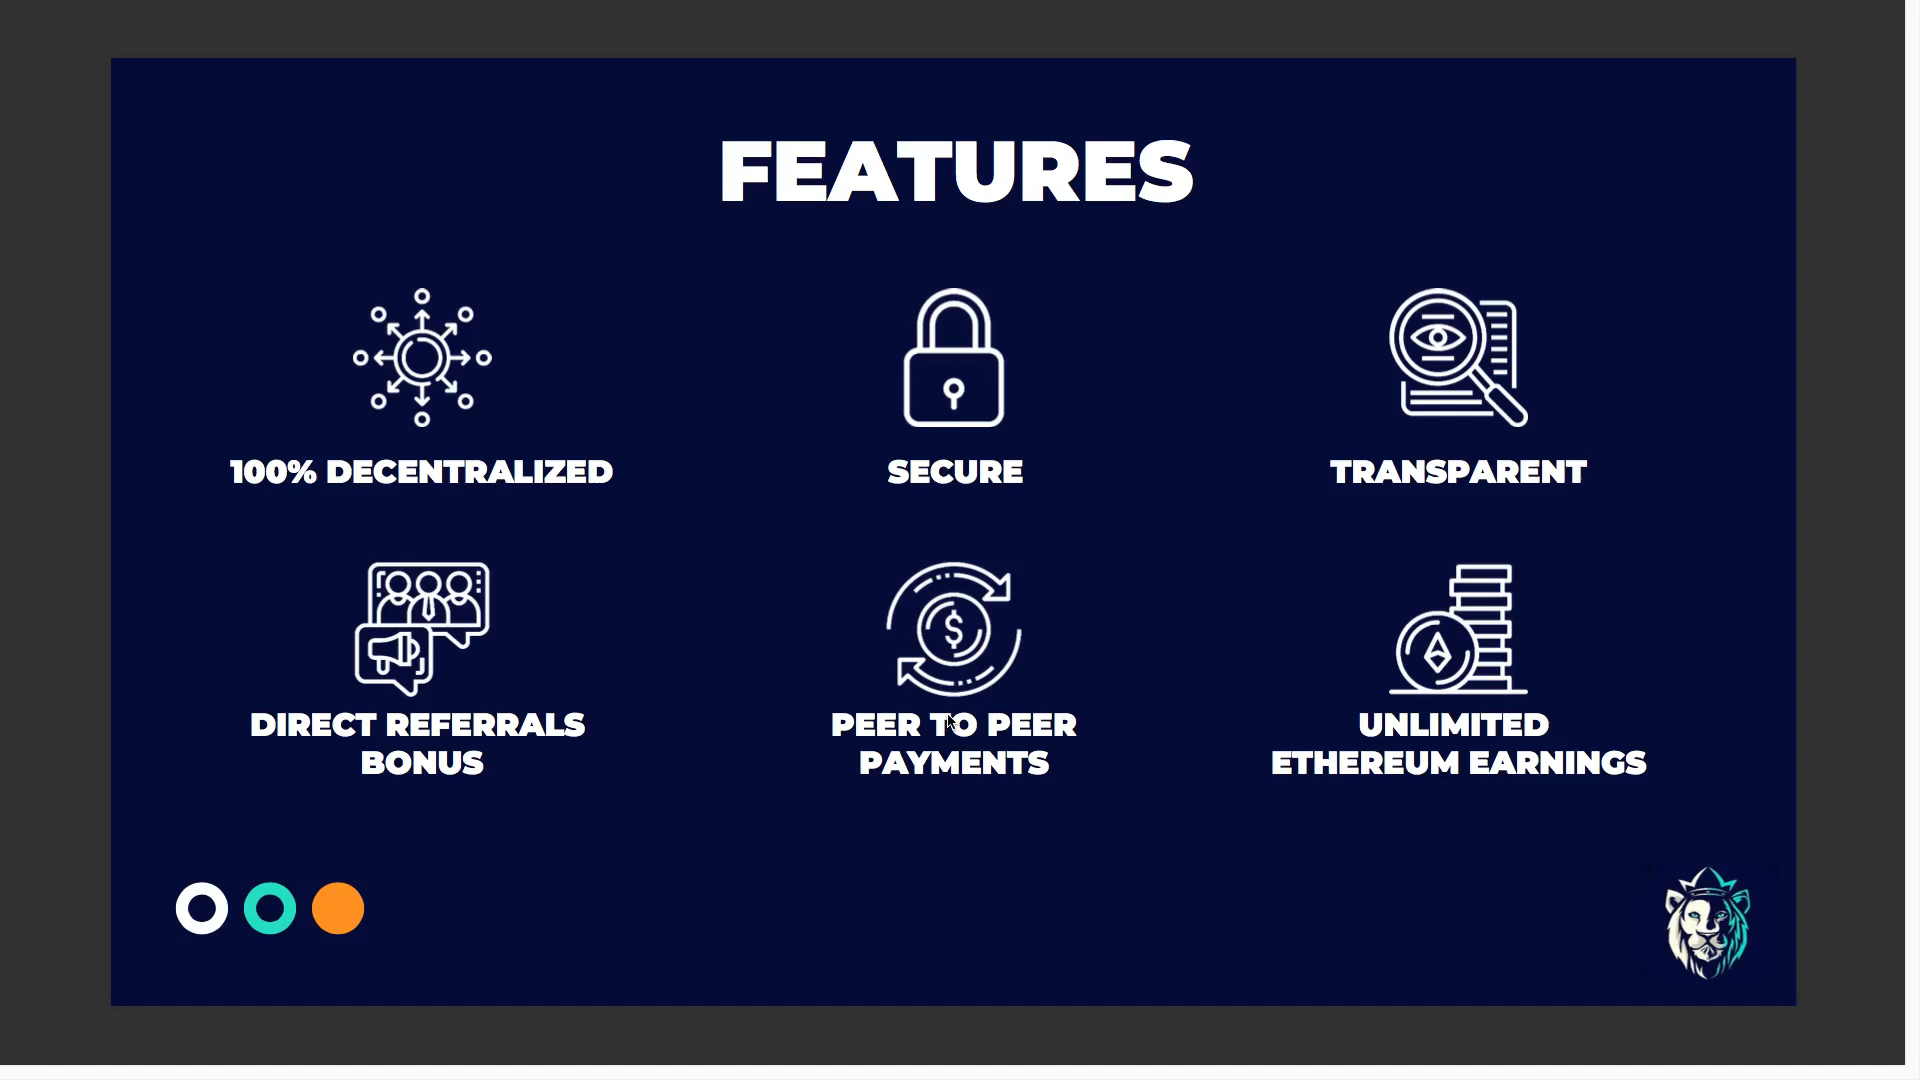 FEATURES
100% DECENTRALIZED
SECURE
TRANSPARENT
DIRECT REFERRALS
BONUS
PEER TO PEER
PAYMENTS
UNLIMITED
ETHEREUM EARNINGS